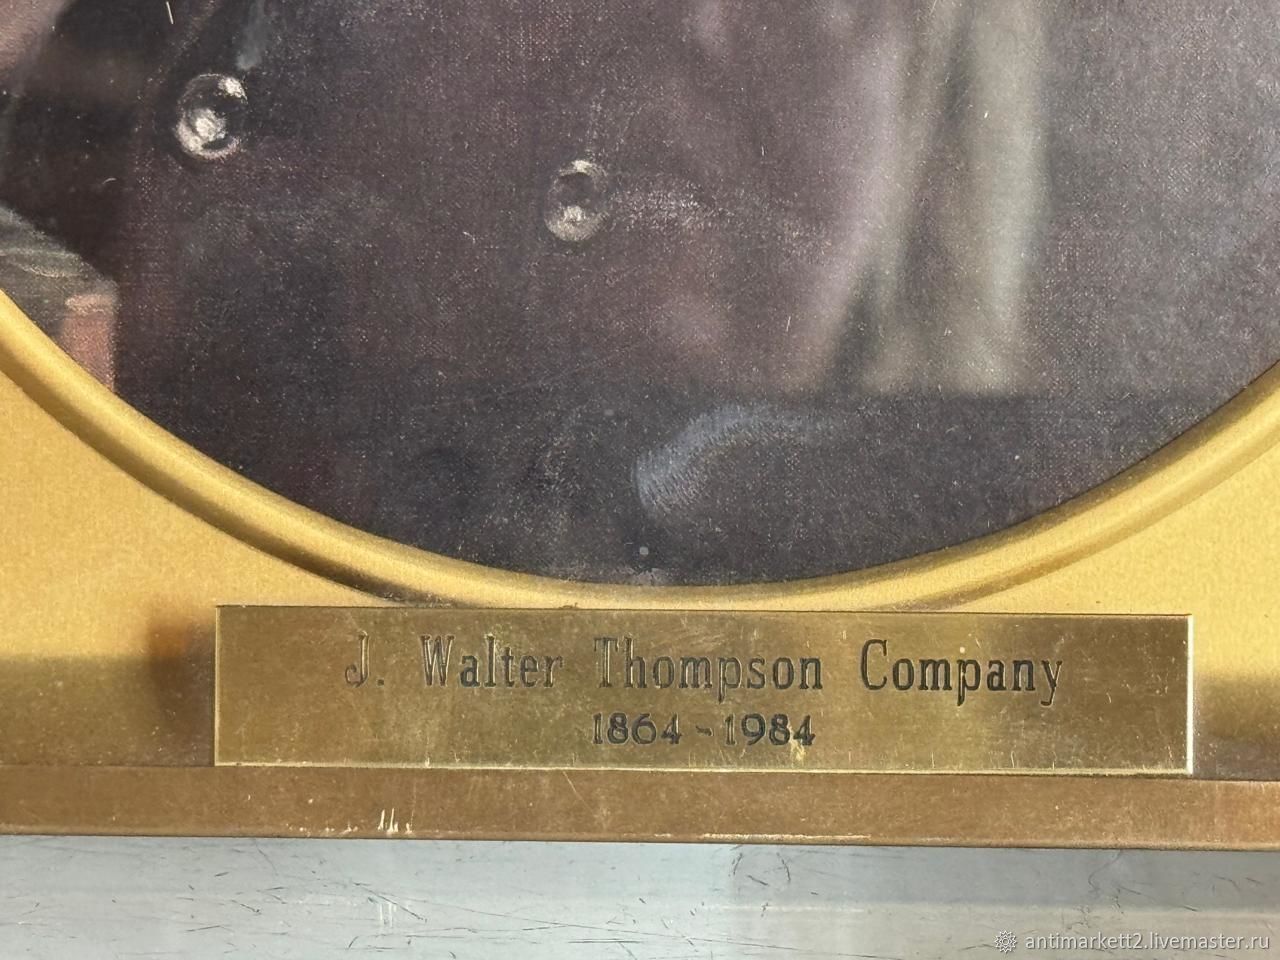 J. Walter Thompson Company
1864 - 1984
antimarkett2.livemaster.ru